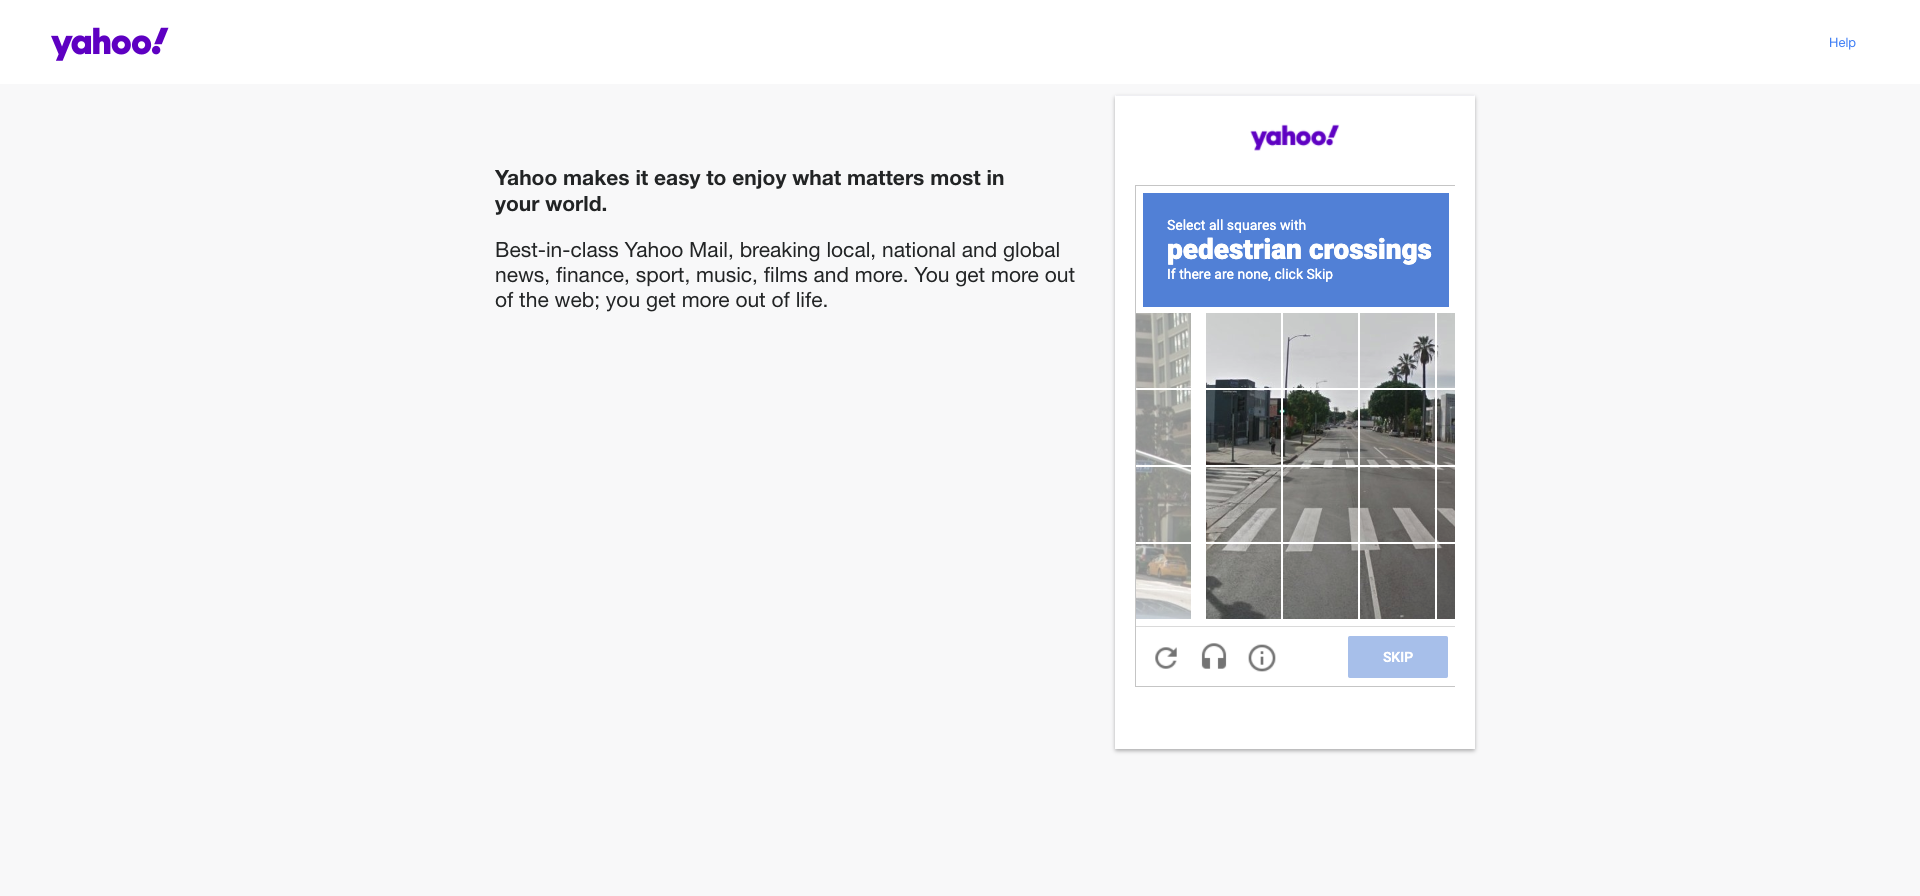 yahoo!
Help
Yahoo makes it easy to enjoy what matters most in
your world.
Best-in-class Yahoo Mail, breaking local, national and global
news, finance, sport, music, films and more. You get more out
of the web; you get more out of life.
yahoo!
Select all squares with
pedestrian crossings
If there are none, click Skip
SKIP